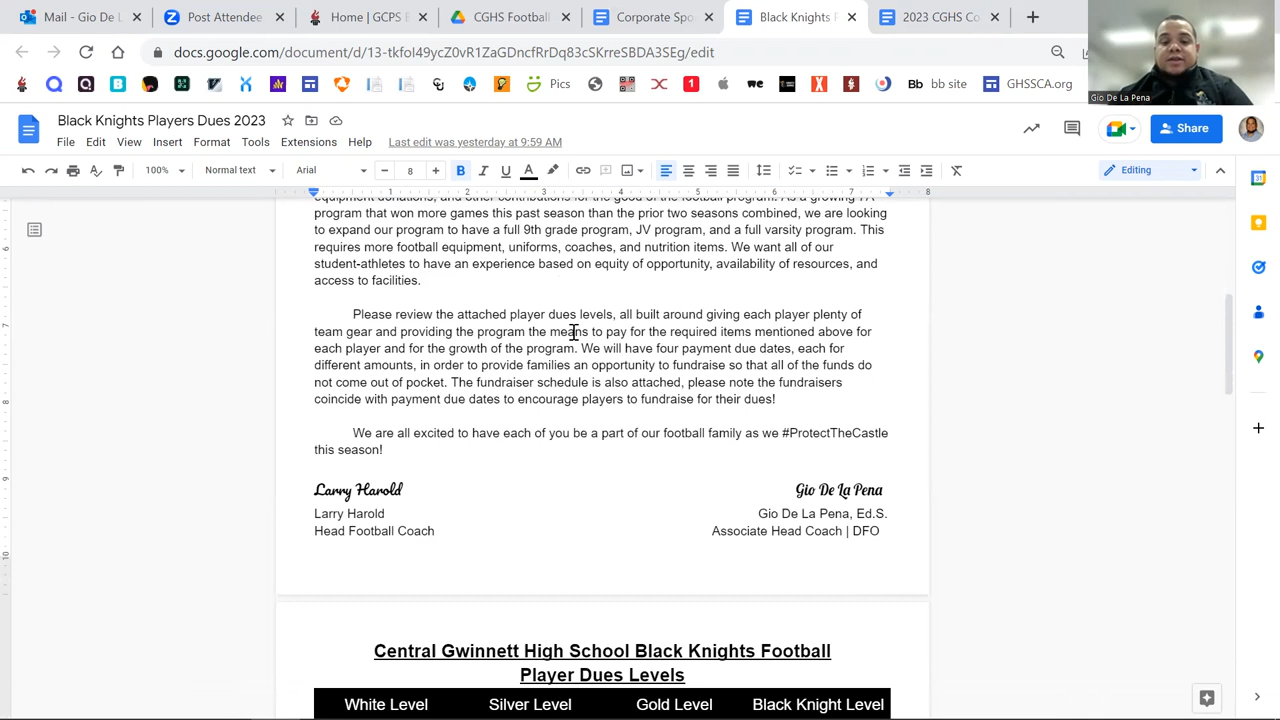 Mail - Gio De L
Post Attendee
Home | GCPS
CGHS Football
Corporate Spo
Black Knights P
2023 CGHS Co
docs.google.com/document/d/13-tkfoI49ycZ0vR1ZaGDncfRrDq83cSKrreSBDA3SEg/edit
Pics
bb site
GHSSCA.org
Gio De La Pena
Black Knights Players Dues 2023
Share
File Edit View Insert Format Tools Extensions Help Last edit was yesterday at 9:59 AM
100% Normal text Arial 8 Editing
1 2 3 4 5 6 7 8
program that won more games this past season than the prior two seasons combined, we are looking
to expand our program to have a full 9th grade program, JV program, and a full varsity program. This
requires more football equipment, uniforms, coaches, and nutrition items. We want all of our
student-athletes to have an experience based on equity of opportunity, availability of resources, and
access to facilities.
Please review the attached player dues levels, all built around giving each player plenty of
team gear and providing the program the means to pay for the required items mentioned above for
each player and for the growth of the program. We will have four payment due dates, each for
different amounts, in order to provide families an opportunity to fundraise so that all of the funds do
not come out of pocket. The fundraiser schedule is also attached, please note the fundraisers
coincide with payment due dates to encourage players to fundraise for their dues!
We are all excited to have each of you be a part of our football family as we #ProtectTheCastle
this season!
Larry Harold Gio De La Pena
Larry Harold Gio De La Pena, Ed.S.
Head Football Coach Associate Head Coach | DFO
Central Gwinnett High School Black Knights Football
Player Dues Levels
White Level Silver Level Gold Level Black Knight Level